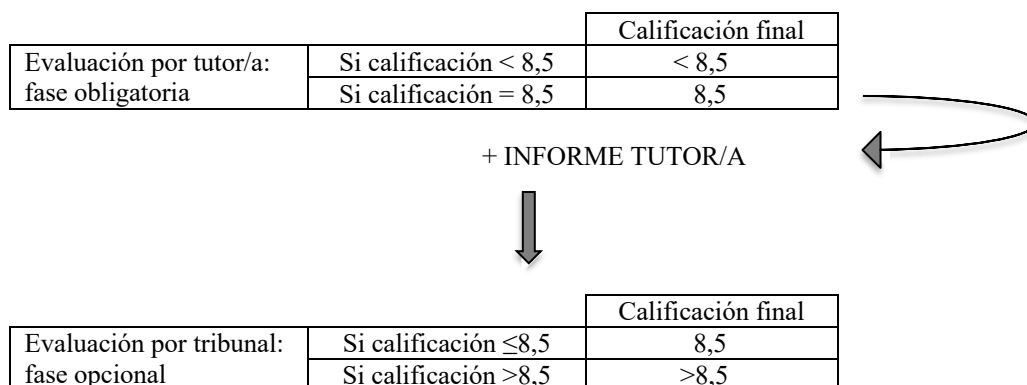 Calificación final
Evaluación por tutor/a: Si calificación < 8,5 < 8,5
fase obligatoria Si calificación = 8,5 8,5
+ INFORME TUTOR/A
Calificación final
Evaluación por tribunal: Si calificación ≤8,5 8,5
fase opcional Si calificación >8,5 >8,5